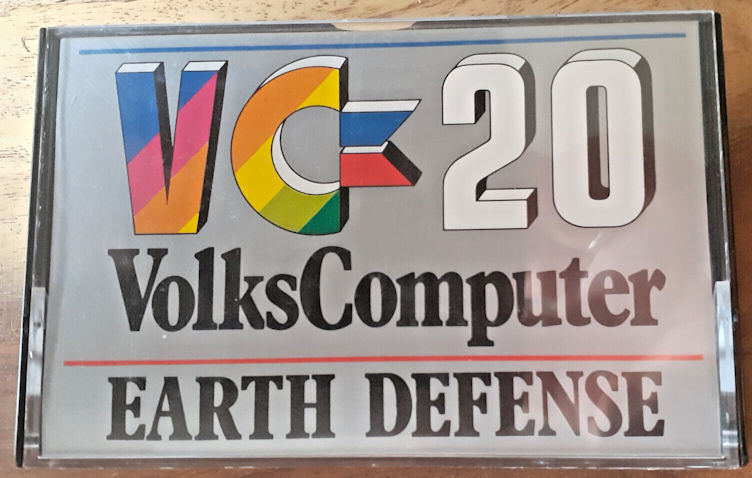 VC 20
VolksComputer
EARTH DEFENSE